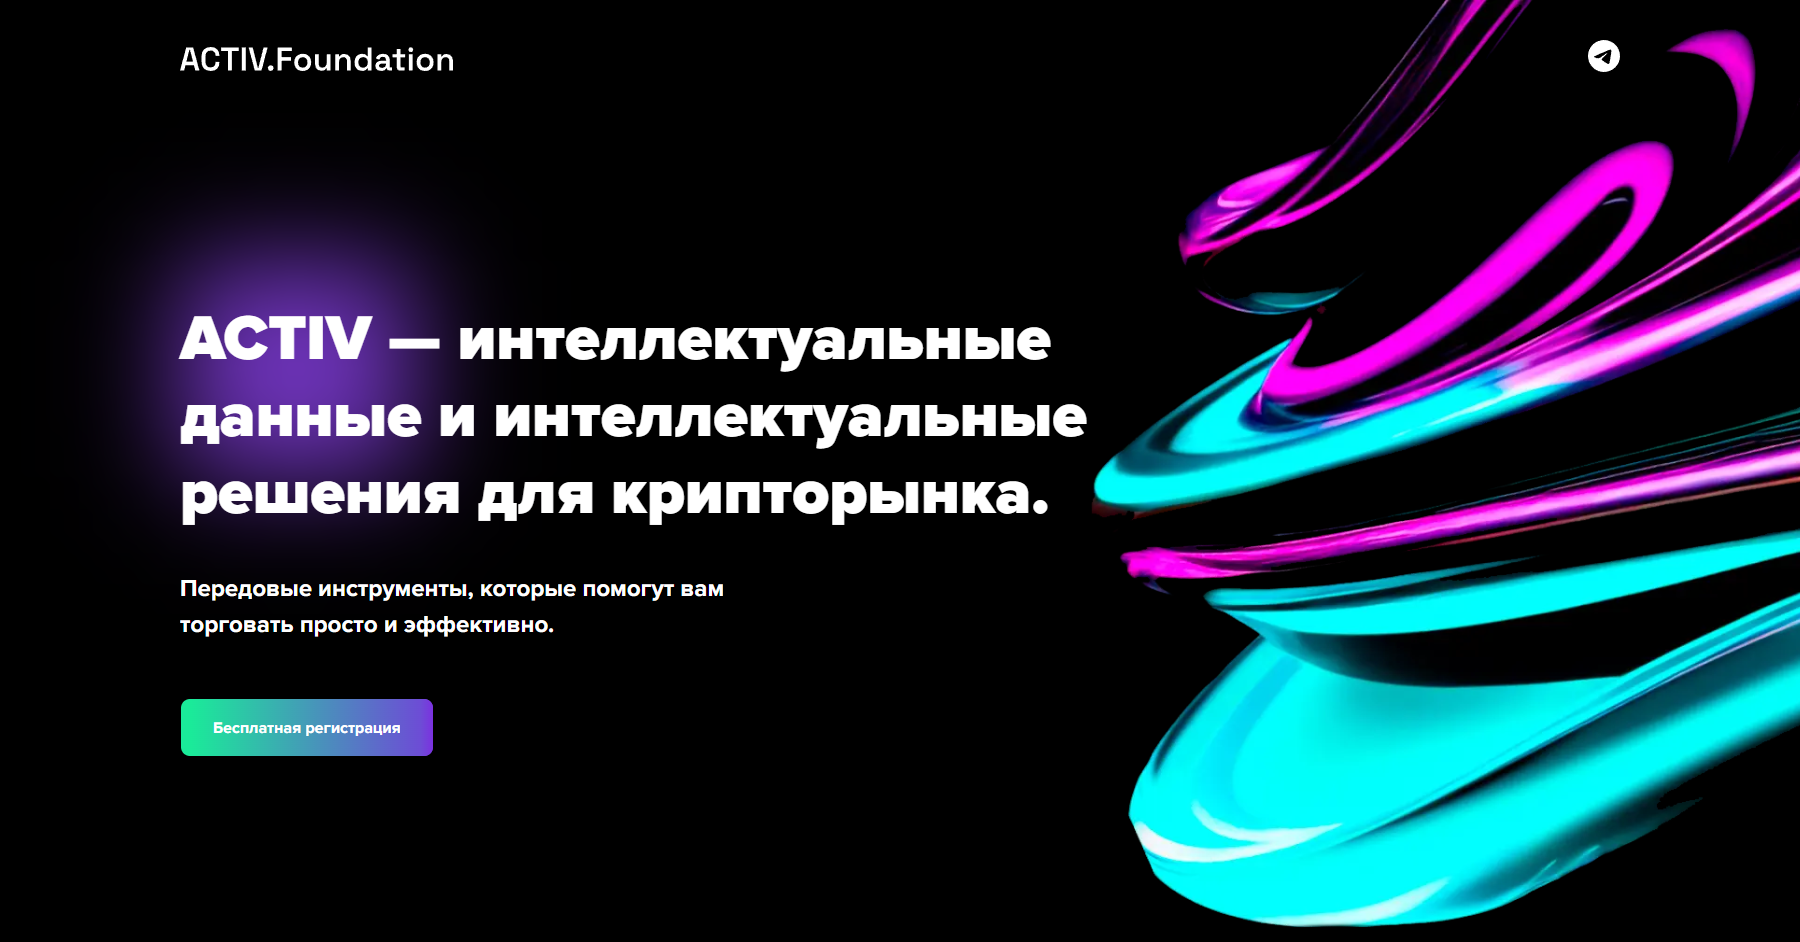 ACTIV.Foundation
ACTIV — интеллектуальные
данные и интеллектуальные
решения для крипторынка.
Передовые инструменты, которые помогут вам
торговать просто и эффективно.
Бесплатная регистрация